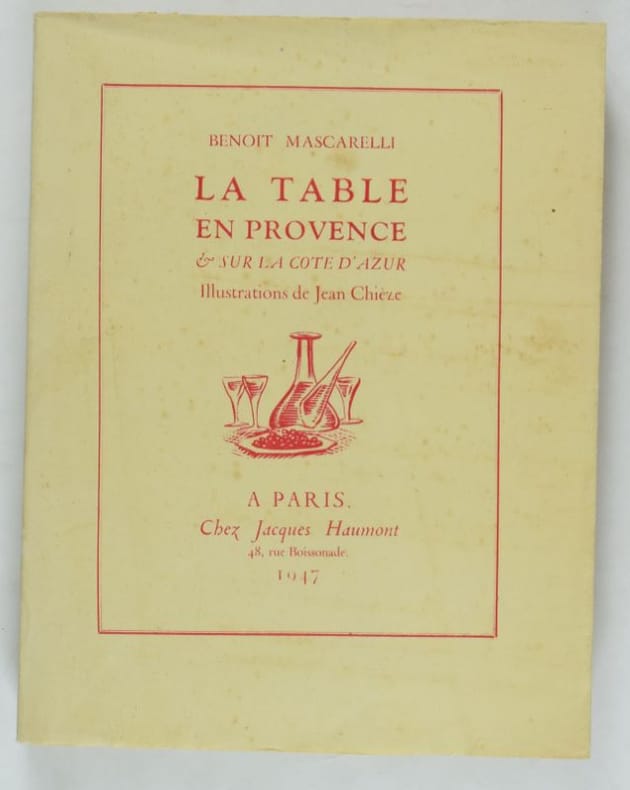 BENOIT MASCARELLI
LA TABLE
EN PROVENCE
& SUR LA COTE D'AZUR
Illustrations de Jean Chièze
A PARIS.
Chez Jacques Haumont
48, rue Boissonade.
1947